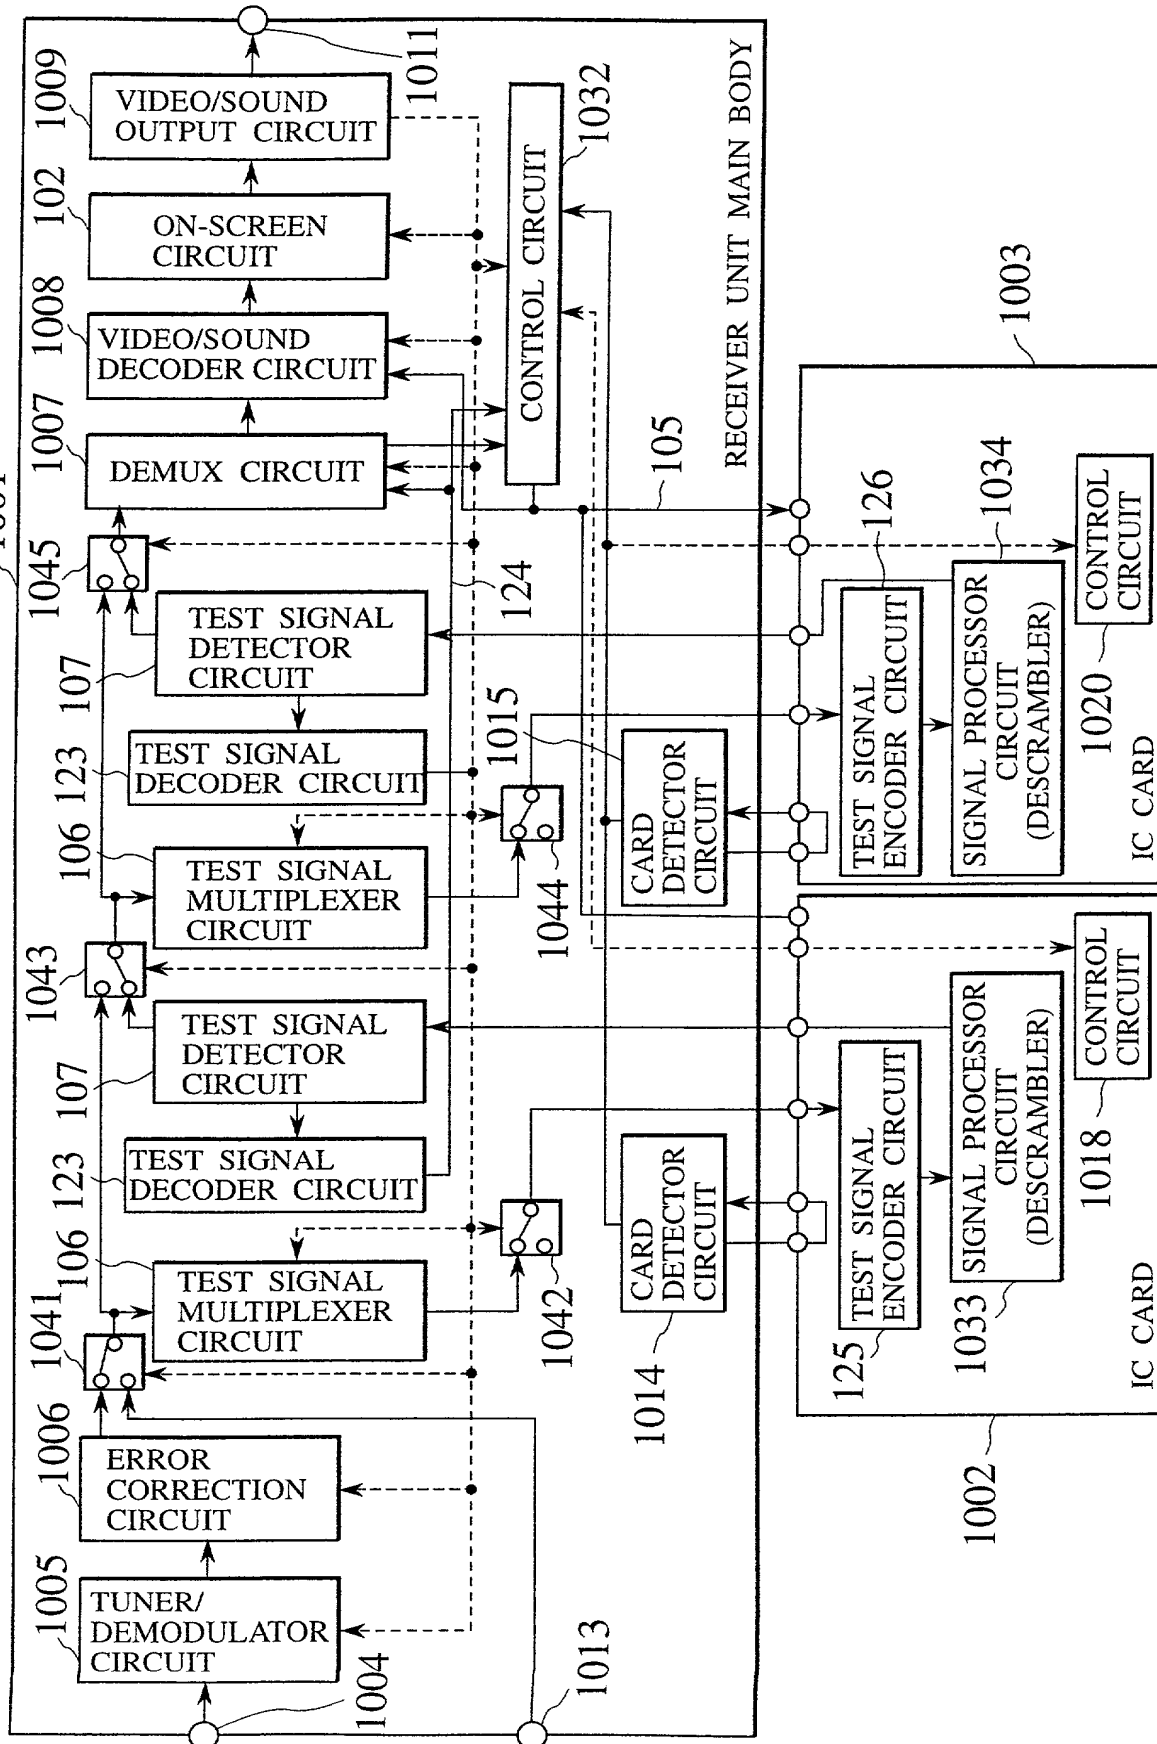 1001
1009
VIDEO/SOUND
OUTPUT CIRCUIT
1011
102
ON-SCREEN
CIRCUIT
1008
VIDEO/SOUND
DECODER CIRCUIT
1007
DEMUX CIRCUIT
CONTROL CIRCUIT
1032
RECEIVER UNIT MAIN BODY
105
124
1045
107
TEST SIGNAL
DETECTOR
CIRCUIT
123
TEST SIGNAL
DECODER CIRCUIT
106
TEST SIGNAL
MULTIPLEXER
CIRCUIT
1015
1044
CARD
DETECTOR
CIRCUIT
1043
107
TEST SIGNAL
DETECTOR
CIRCUIT
123
TEST SIGNAL
DECODER CIRCUIT
106
TEST SIGNAL
MULTIPLEXER
CIRCUIT
1042
CARD
DETECTOR
CIRCUIT
1014
1041
1006
ERROR
CORRECTION
CIRCUIT
1005
TUNER/
DEMODULATOR
CIRCUIT
1004
1013
1003
126
TEST SIGNAL
ENCODER CIRCUIT
1034
SIGNAL PROCESSOR
CIRCUIT
(DESCRAMBLER)
CONTROL
CIRCUIT
1020
IC CARD
125
TEST SIGNAL
ENCODER CIRCUIT
1033
SIGNAL PROCESSOR
CIRCUIT
(DESCRAMBLER)
CONTROL
CIRCUIT
1018
IC CARD
1002